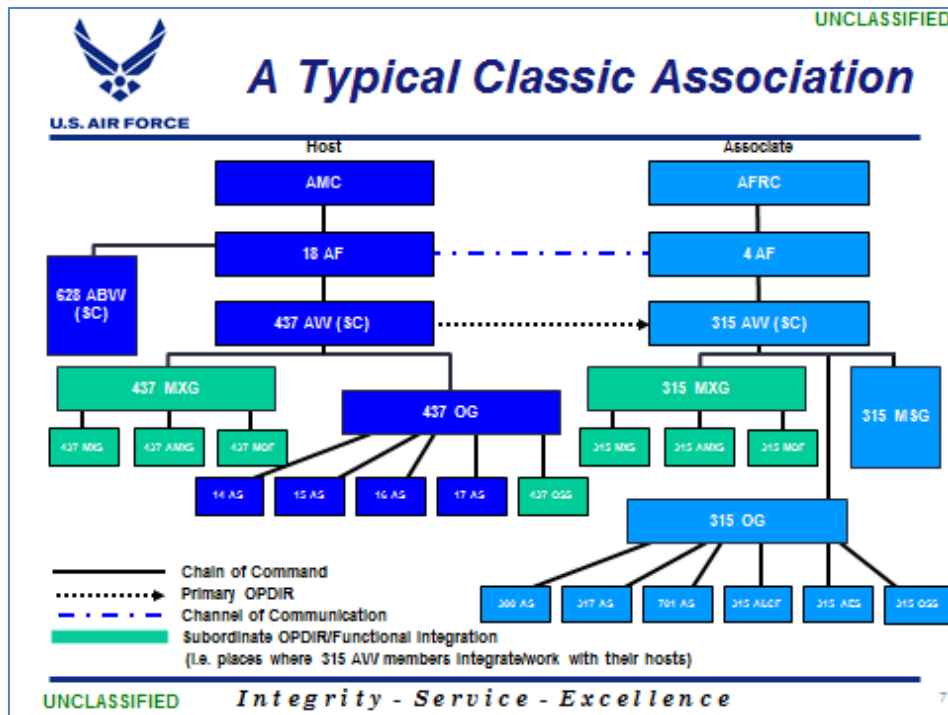 UNCLASSIFIED
A Typical Classic Association
U.S. AIR FORCE
Host
Associate
AMC
AFRC
18 AF
4 AF
628 ABW
(SC)
437 AW (SC)
315 AW (SC)
437 MXG
437 OG
315 MXG
315 MSG
437 MXS
437 AMXS
437 MOF
315 MXS
315 AMXS
315 MOF
14 AS
15 AS
16 AS
17 AS
437 OSS
315 OG
300 AS
317 AS
701 AS
315 ALCF
315 AES
315 OSS
Chain of Command
Primary OPDIR
Channel of Communication
Subordinate OPDIR/Functional Integration
(i.e. places where 315 AW members integrate/work with their hosts)
UNCLASSIFIED
Integrity - Service - Excellence
7